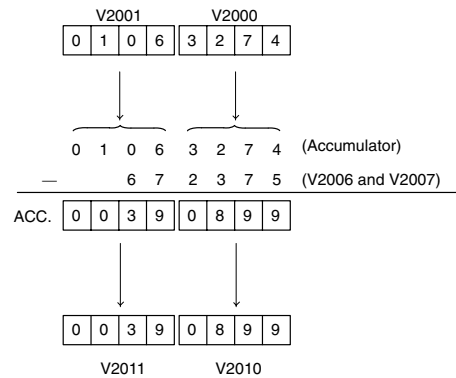 V2001 V2000
0 1 0 6 3 2 7 4
0 1 0 6 3 2 7 4 (Accumulator)
— 6 7 2 3 7 5 (V2006 and V2007)
ACC. 0 0 3 9 0 8 9 9
0 0 3 9 0 8 9 9
V2011 V2010